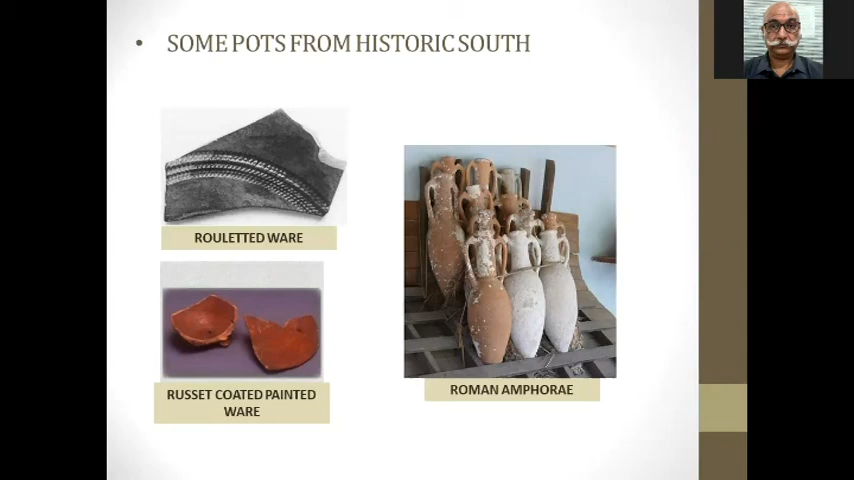 • SOME POTS FROM HISTORIC SOUTH
ROULETTED WARE
RUSSET COATED PAINTED
WARE
ROMAN AMPHORAE